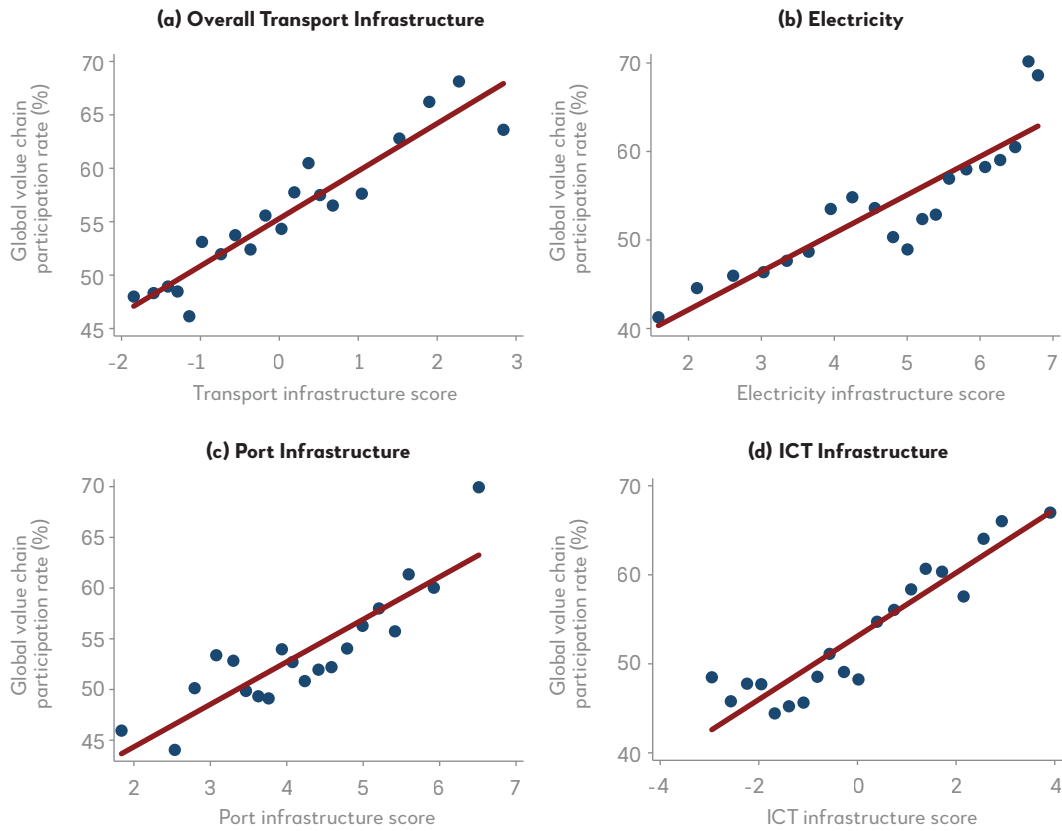 (a) Overall Transport Infrastructure
Global value chain
participation rate (%)
70
65
60
55
50
45
-2 -1 0 1 2 3
Transport infrastructure score
(b) Electricity
Global value chain
participation rate (%)
70
60
50
40
2 3 4 5 6 7
Electricity infrastructure score
(c) Port Infrastructure
Global value chain
participation rate (%)
70
65
60
55
50
45
2 3 4 5 6 7
Port infrastructure score
(d) ICT Infrastructure
Global value chain
participation rate (%)
70
60
50
40
-4 -2 0 2 4
ICT infrastructure score